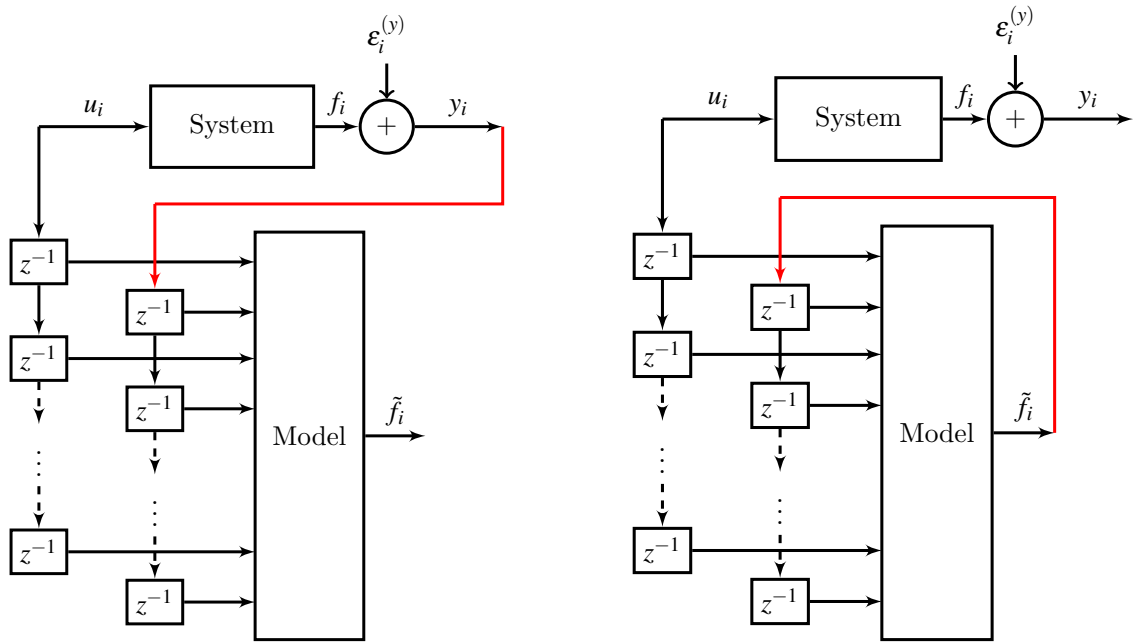 ε_i^{(y)}
u_i
System
f_i
+
y_i
z^{-1}
z^{-1}
z^{-1}
z^{-1}
Model
f̃_i
z^{-1}
z^{-1}
ε_i^{(y)}
u_i
System
f_i
+
y_i
z^{-1}
z^{-1}
z^{-1}
z^{-1}
Model
f̃_i
z^{-1}
z^{-1}